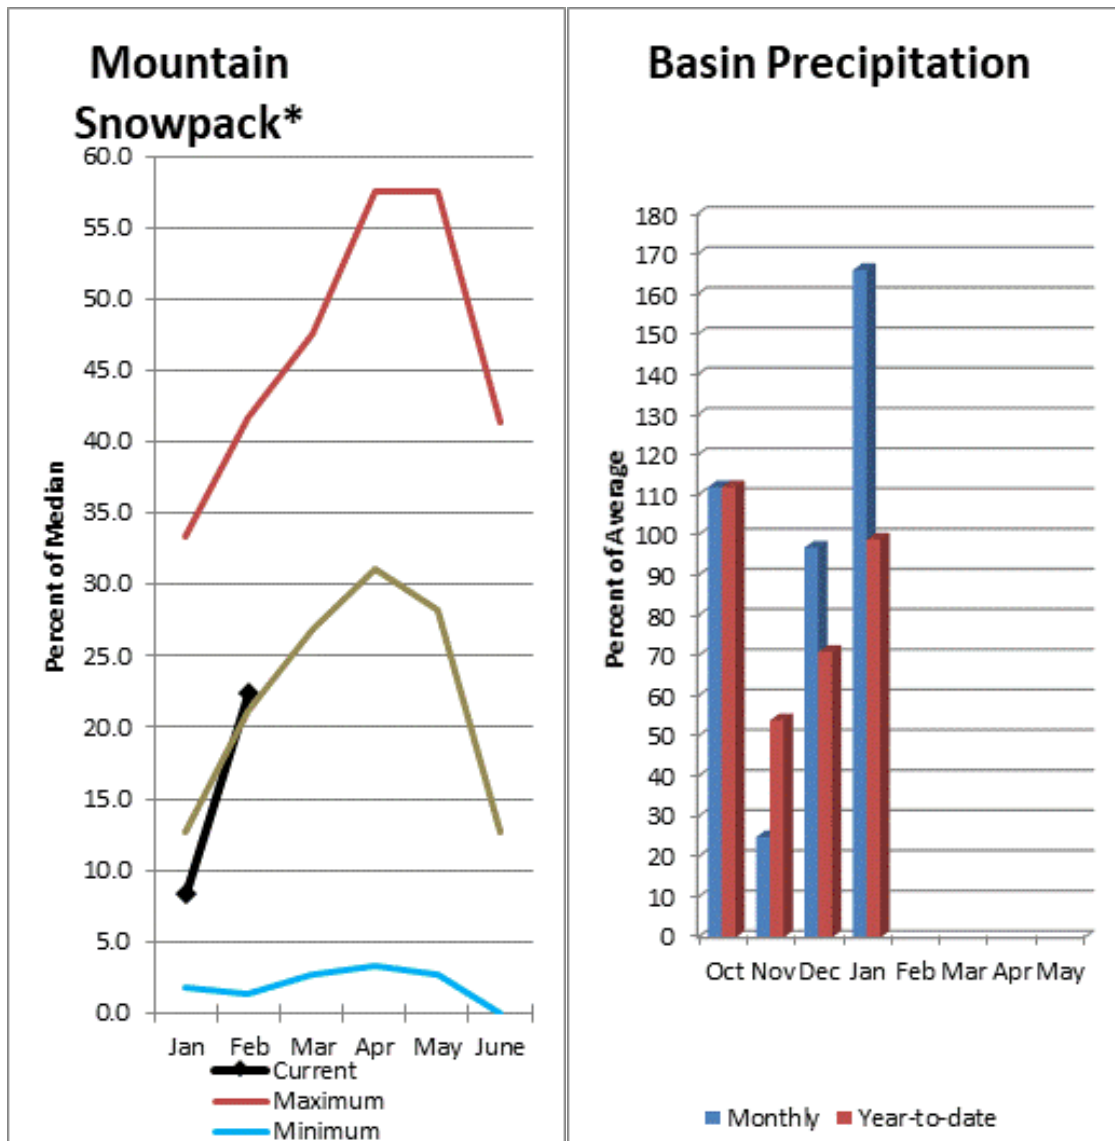 Mountain
Snowpack*
60.0
55.0
50.0
45.0
40.0
35.0
30.0
25.0
20.0
15.0
10.0
5.0
0.0
Percent of Median
Jan Feb Mar Apr May June
Current
Maximum
Minimum
Basin Precipitation
180
170
160
150
140
130
120
110
100
90
80
70
60
50
40
30
20
10
0
Percent of Average
Oct Nov Dec Jan Feb Mar Apr May
Monthly Year-to-date